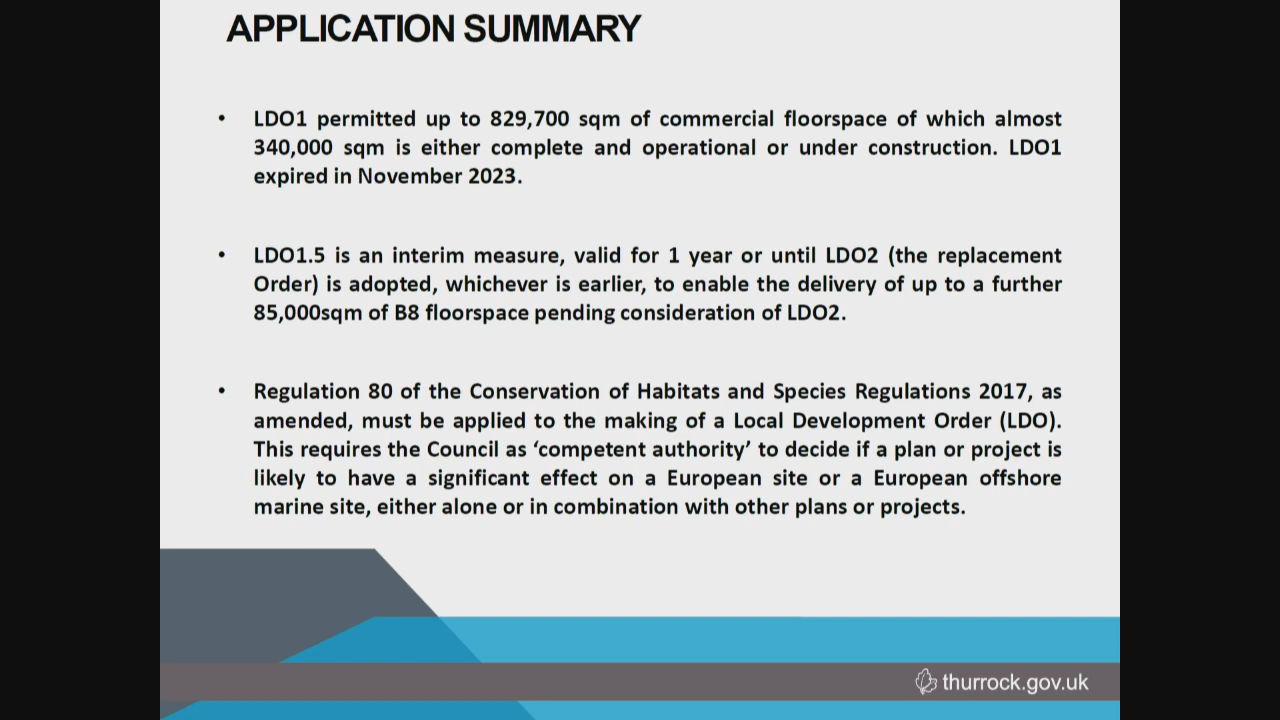 APPLICATION SUMMARY
• LDO1 permitted up to 829,700 sqm of commercial floorspace of which almost
340,000 sqm is either complete and operational or under construction. LDO1
expired in November 2023.
• LDO1.5 is an interim measure, valid for 1 year or until LDO2 (the replacement
Order) is adopted, whichever is earlier, to enable the delivery of up to a further
85,000sqm of B8 floorspace pending consideration of LDO2.
• Regulation 80 of the Conservation of Habitats and Species Regulations 2017, as
amended, must be applied to the making of a Local Development Order (LDO).
This requires the Council as ‘competent authority’ to decide if a plan or project is
likely to have a significant effect on a European site or a European offshore
marine site, either alone or in combination with other plans or projects.
thurrock.gov.uk